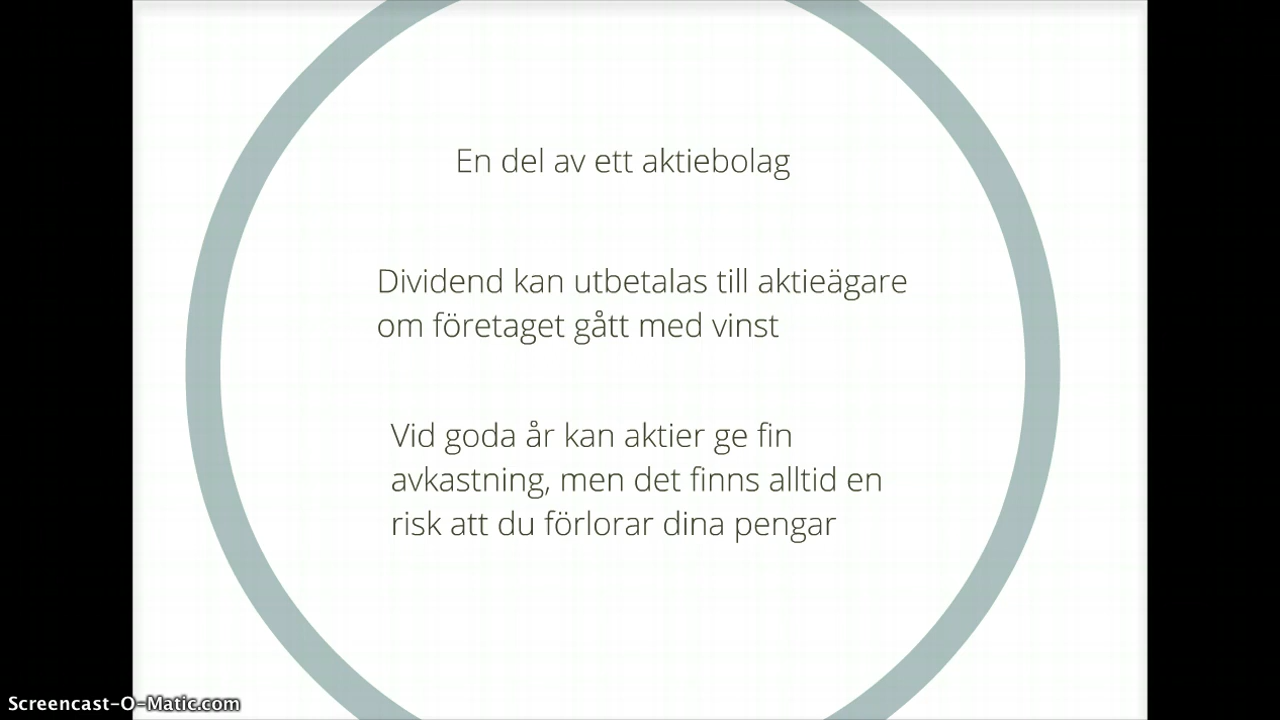 En del av ett aktiebolag
Dividend kan utbetalas till aktieägare
om företaget gått med vinst
Vid goda år kan aktier ge fin
avkastning, men det finns alltid en
risk att du förlorar dina pengar
Screencast-O-Matic.com